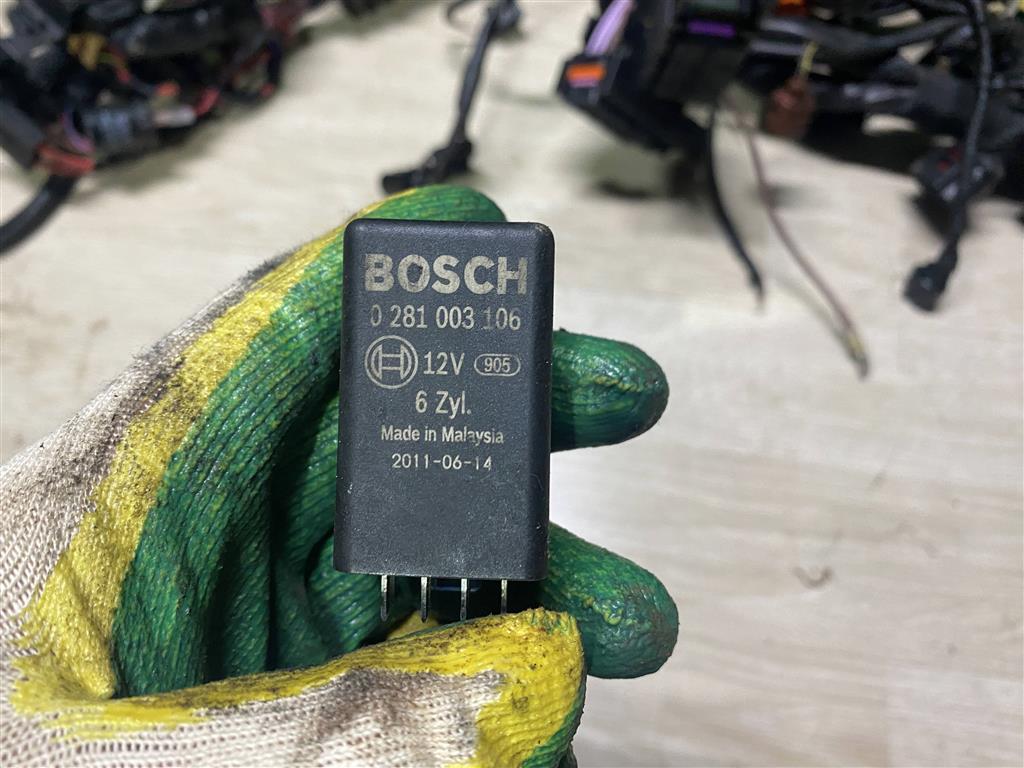 BOSCH
0 281 003 106
12V 905
6 Zyl.
Made in Malaysia
2011-06-14